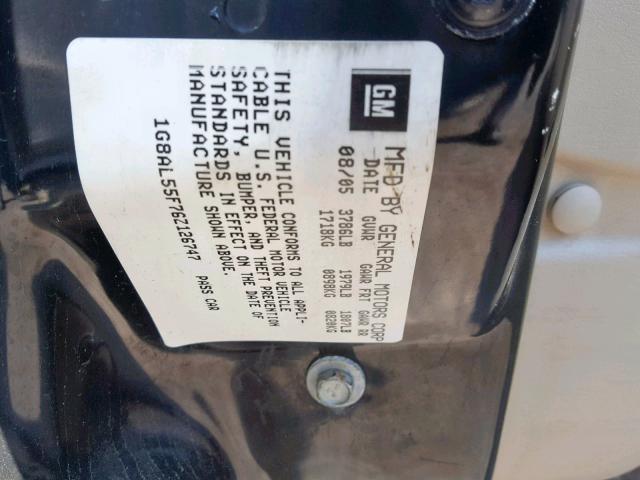 GM
MFD BY GENERAL MOTORS CORP
DATE GVWR GAWR FRT GAWR RR
08/05 3786LB 1979LB 1807LB
1718KG 0898KG 0820KG
THIS VEHICLE CONFORMS TO ALL APPLI-
CABLE U.S. FEDERAL MOTOR VEHICLE
SAFETY, BUMPER, AND THEFT PREVENTION
STANDARDS IN EFFECT ON THE DATE OF
MANUFACTURE SHOWN ABOVE.
1G8AL55F76Z126747 PASS CAR